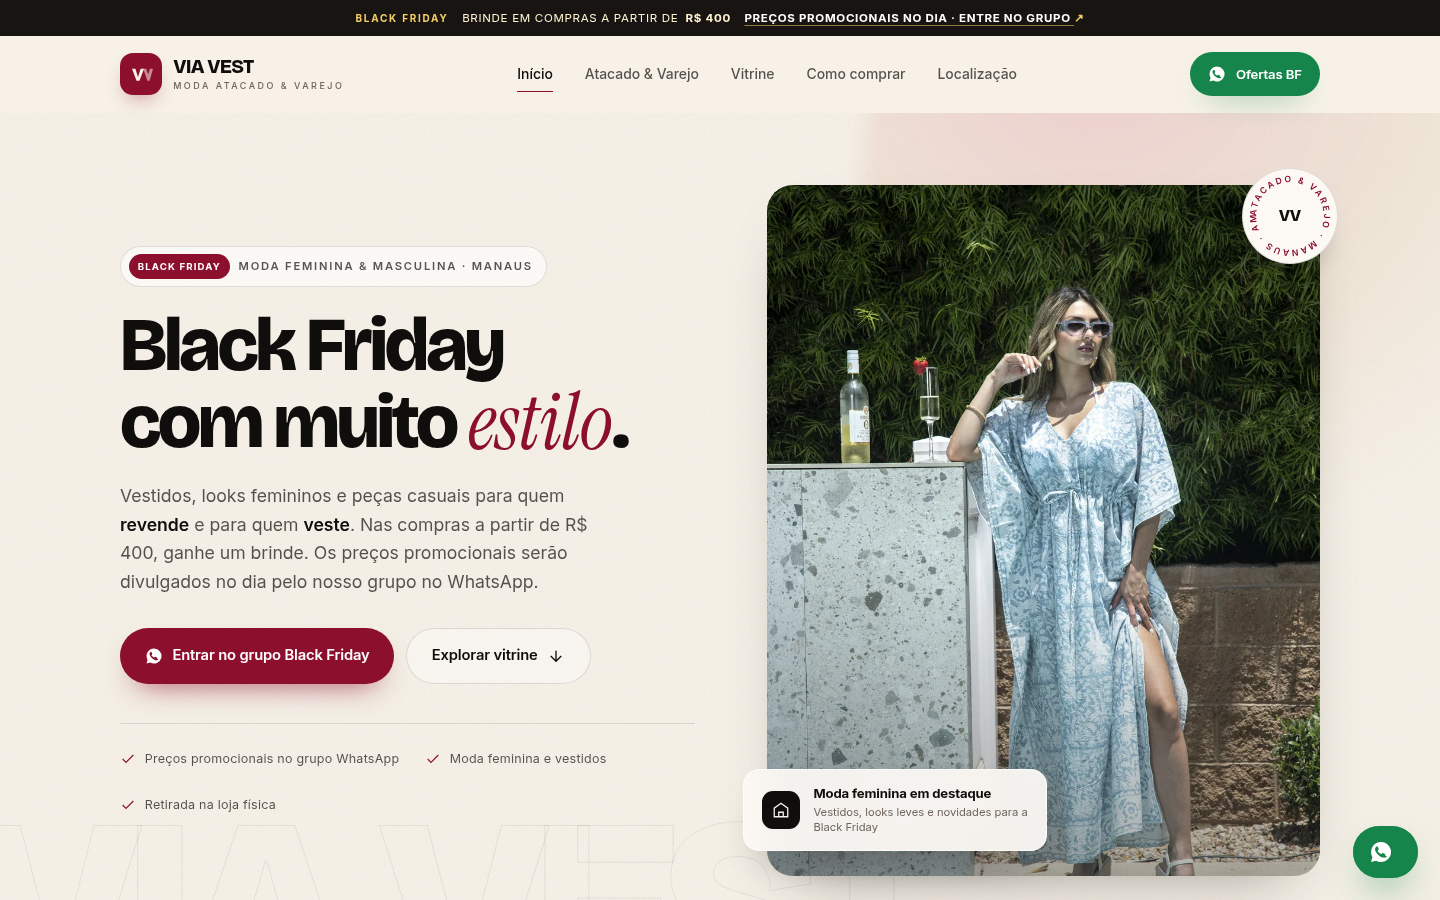 BLACK FRIDAY BRINDE EM COMPRAS A PARTIR DE R$ 400 PREÇOS PROMOCIONAIS NO DIA · ENTRE NO GRUPO ↗
VV
VIA VEST
MODA ATACADO & VAREJO
Início Atacado & Varejo Vitrine Como comprar Localização
Ofertas BF
ATACADO & VAREJO · MANAUS · AM
VV
BLACK FRIDAY MODA FEMININA & MASCULINA · MANAUS
Black Friday
com muito estilo.
Vestidos, looks femininos e peças casuais para quem
revende e para quem veste. Nas compras a partir de R$
400, ganhe um brinde. Os preços promocionais serão
divulgados no dia pelo nosso grupo no WhatsApp.
Entrar no grupo Black Friday
Explorar vitrine ↓
Preços promocionais no grupo WhatsApp
Moda feminina e vestidos
Retirada na loja física
Moda feminina em destaque
Vestidos, looks leves e novidades para a
Black Friday